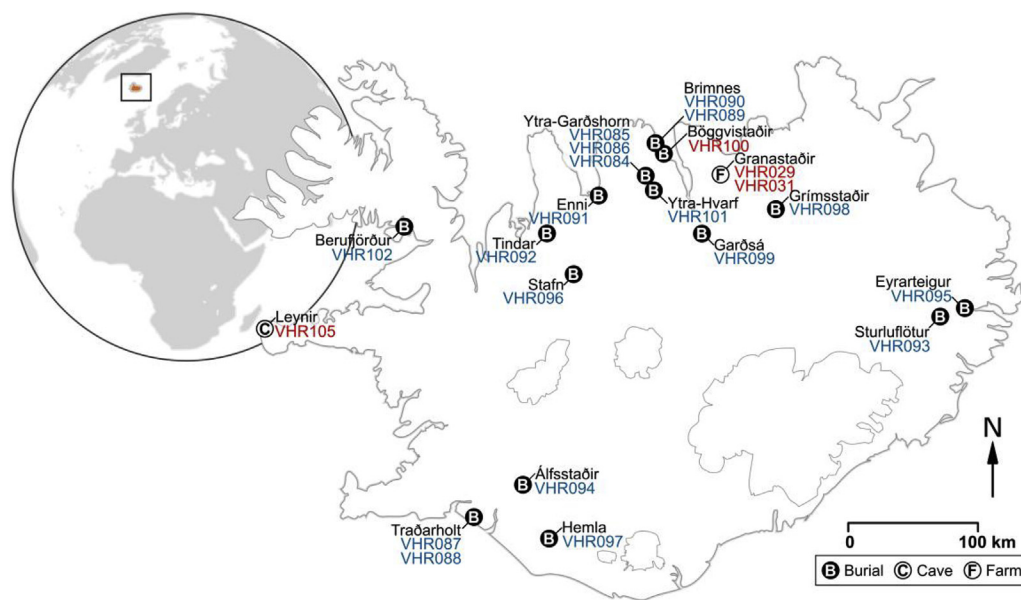 Brimnes
VHR090
VHR089
Ytra-Garðshorn
VHR085
VHR086
VHR084
Böggvistaðir
VHR100
Granastaðir
F
VHR029
VHR031
B
B
B
B
Ytra-Hvarf
VHR101
Grímsstaðir
B
VHR098
Enni
B
VHR091
Berufjörður
B
VHR102
Tindar
B
VHR092
B
Garðsá
VHR099
Stafn
B
VHR096
Eyrarteigur
VHR095
B
Sturluflötur
B
VHR093
Leynir
C
VHR105
N
Álfsstaðir
B
VHR094
Traðarholt
B
VHR087
VHR088
Hemla
B
VHR097
0 100 km
B Burial C Cave F Farm